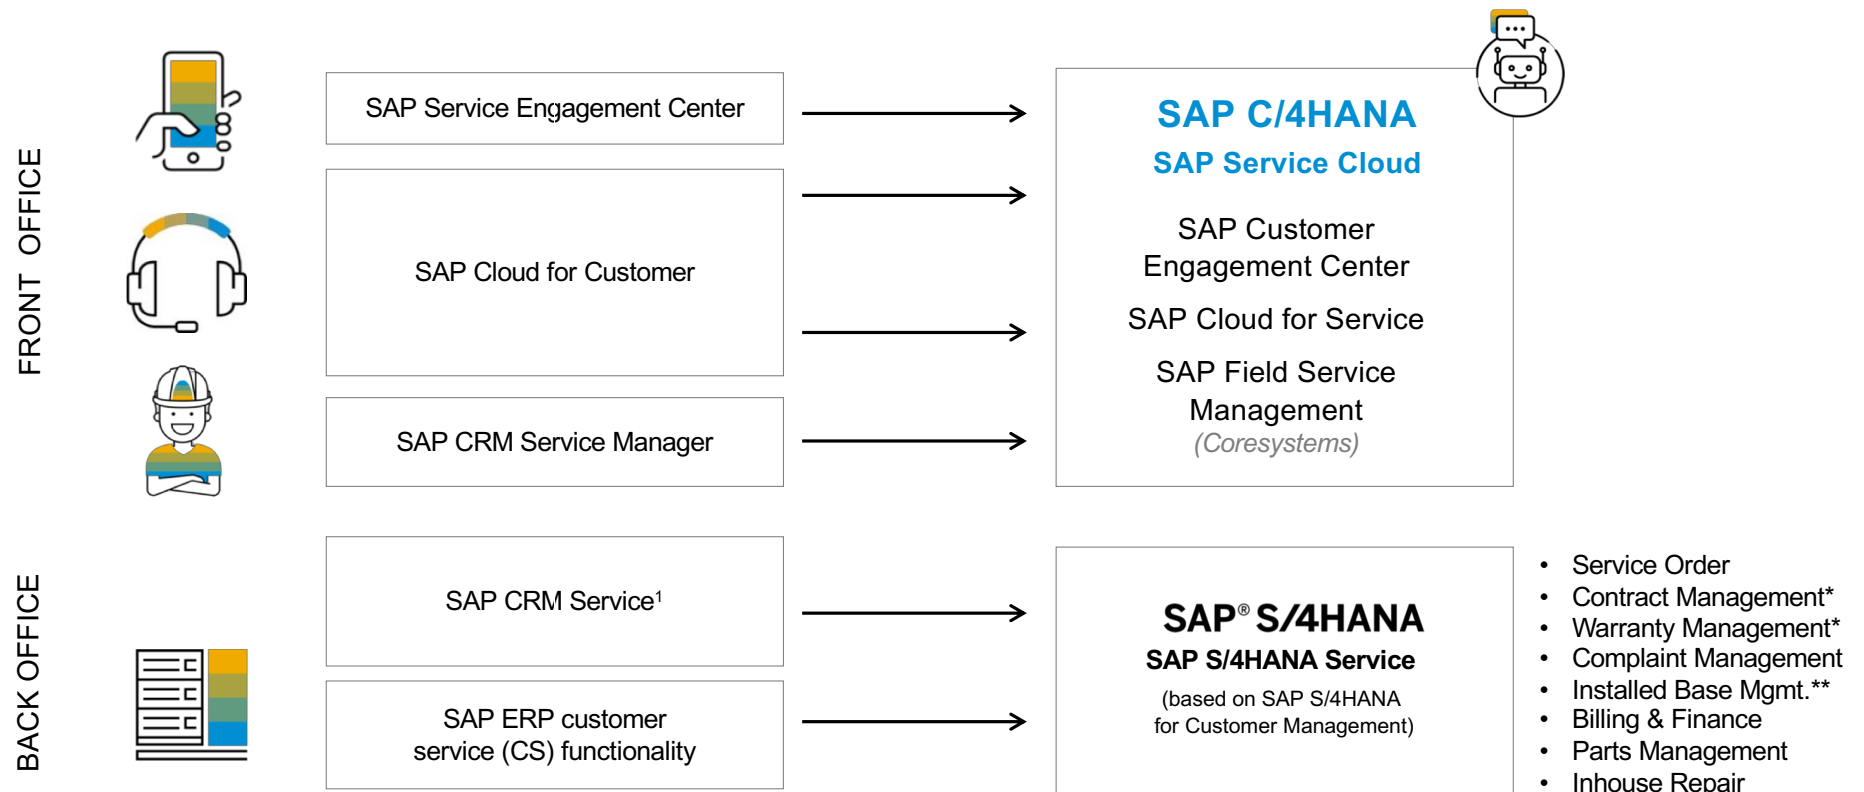 FRONT OFFICE
SAP Service Engagement Center
SAP Cloud for Customer
SAP CRM Service Manager
SAP C/4HANA
SAP Service Cloud
SAP Customer
Engagement Center
SAP Cloud for Service
SAP Field Service
Management
(Coresystems)
BACK OFFICE
SAP CRM Service¹
SAP ERP customer
service (CS) functionality
SAP® S/4HANA
SAP S/4HANA Service
(based on SAP S/4HANA
for Customer Management)
• Service Order
• Contract Management*
• Warranty Management*
• Complaint Management
• Installed Base Mgmt.**
• Billing & Finance
• Parts Management
• Inhouse Repair